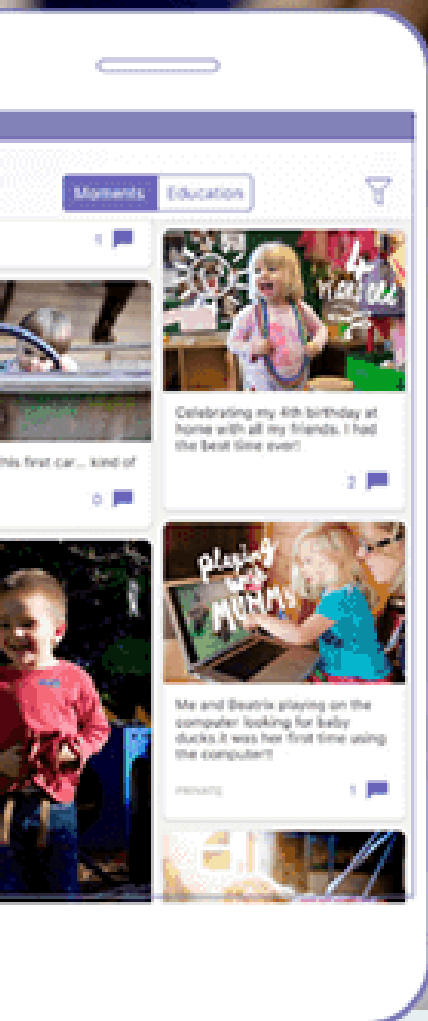 Moments
Education
1
4
YEARS OLD
Celebrating my 4th birthday at
home with all my friends. I had
the best time ever!
2
his first car... kind of
0
playing
with
MUMMY
Me and Beatrix playing on the
computer looking for baby
ducks.it was her first time using
the computer!!
PRIVATE
1